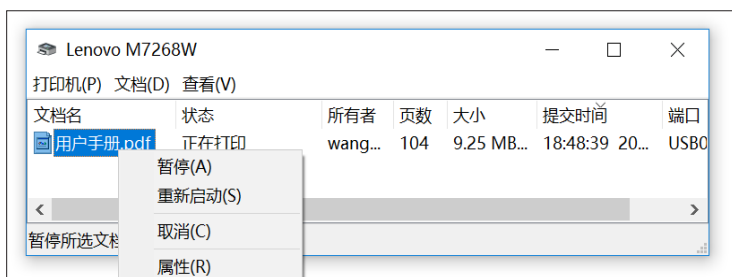 Lenovo M7268W
打印机(P) 文档(D) 查看(V)
文档名 状态 所有者 页数 大小 提交时间 端口
用户手册.pdf 正在打印 wang... 104 9.25 MB... 18:48:39 20... USB0
暂停(A)
重新启动(S)
取消(C)
属性(R)
暂停所选文档